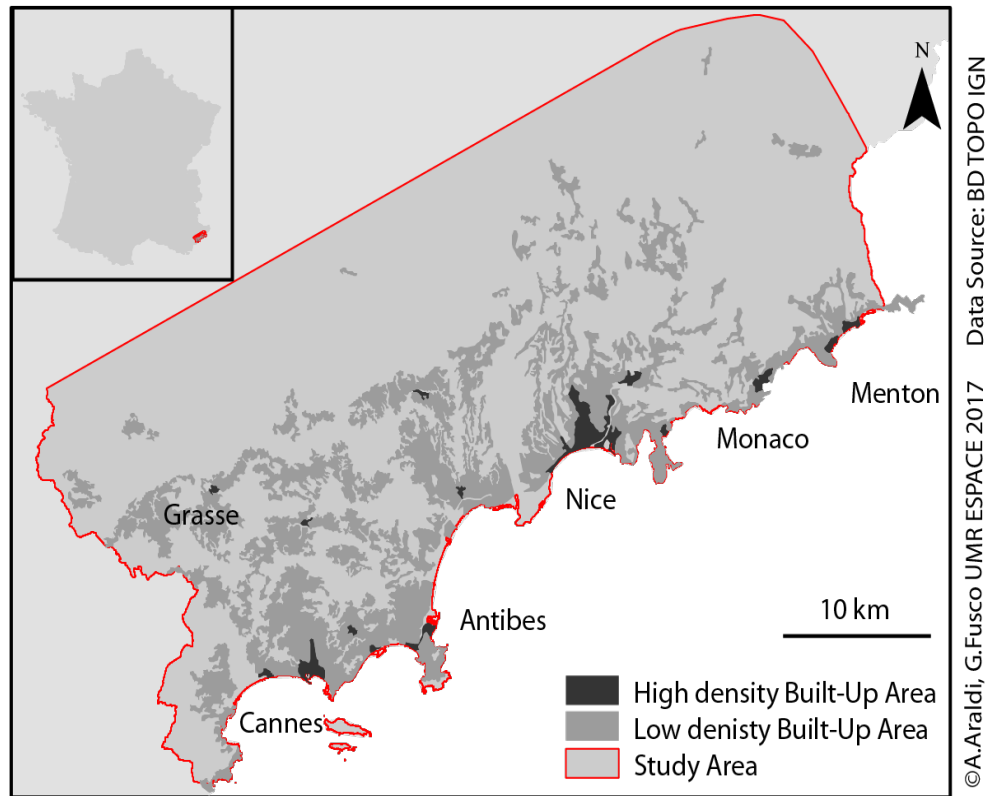 N
Menton
Monaco
Nice
Grasse
Antibes
Cannes
10 km
High density Built-Up Area
Low denisty Built-Up Area
Study Area
©A.Araldi, G.Fusco UMR ESPACE 2017 Data Source: BD TOPO IGN